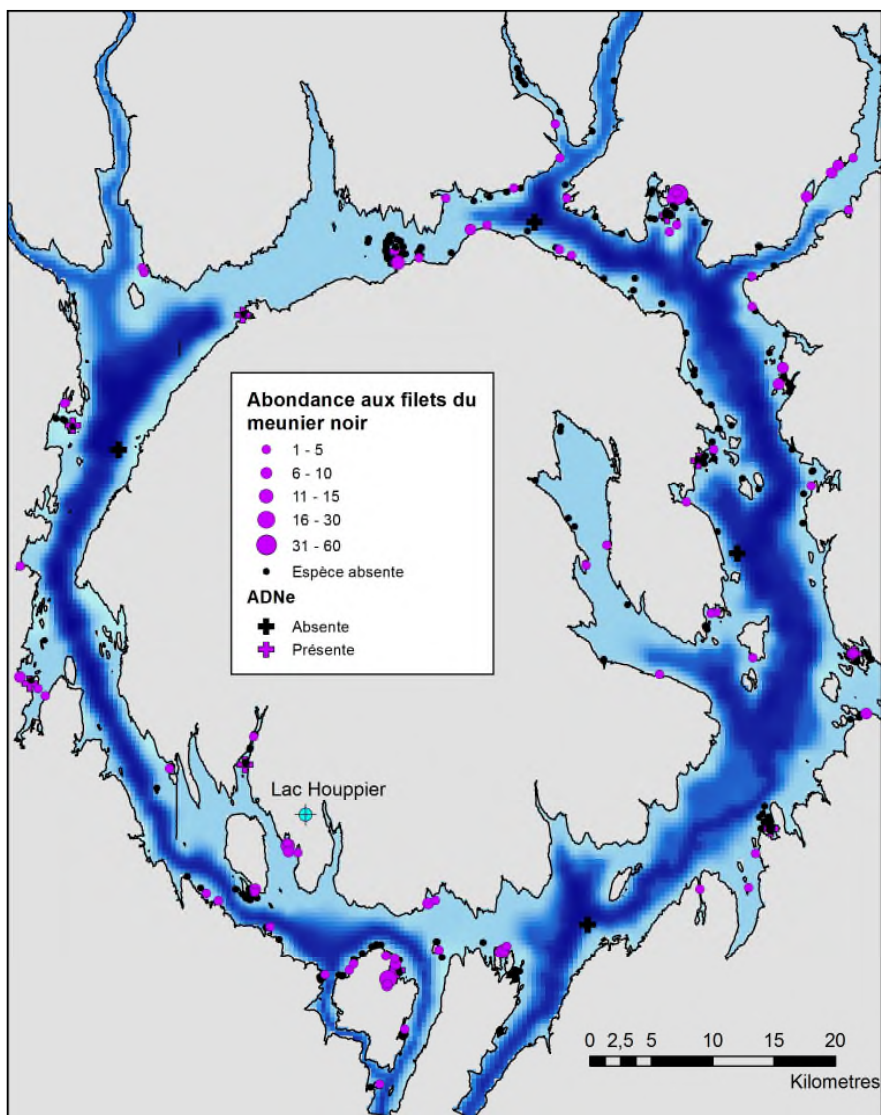 Abondance aux filets du
meunier noir
1 - 5
6 - 10
11 - 15
16 - 30
31 - 60
Espèce absente
ADNe
Absente
Présente
Lac Houppier
0 2,5 5 10 15 20
Kilometres